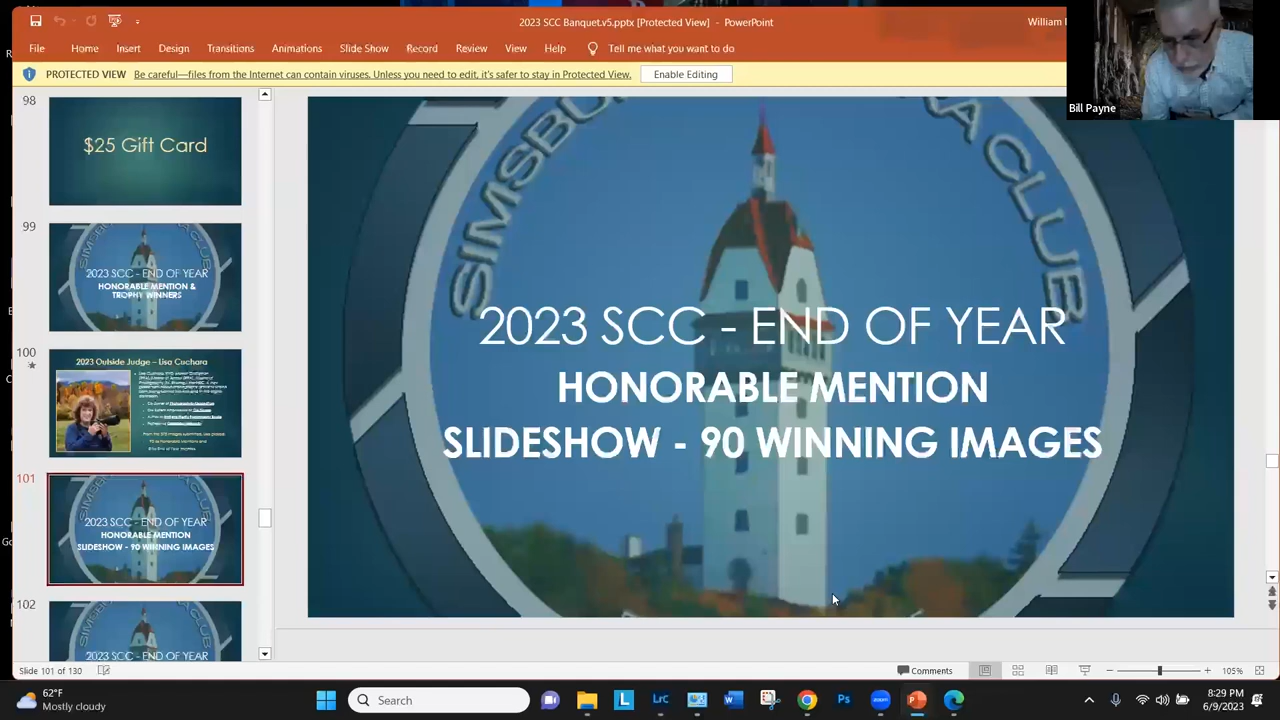 2023 SCC Banquet.v5.pptx [Protected View] - PowerPoint
William
File Home Insert Design Transitions Animations Slide Show Record Review View Help Tell me what you want to do
PROTECTED VIEW Be careful—files from the Internet can contain viruses. Unless you need to edit, it's safer to stay in Protected View. Enable Editing
Bill Payne
98
$25 Gift Card
99
2023 SCC - END OF YEAR
HONORABLE MENTION &
TROPHY WINNERS
100
2023 Outside Judge – Lisa Cuchara
101
2023 SCC - END OF YEAR
HONORABLE MENTION
SLIDESHOW - 90 WINNING IMAGES
102
2023 SCC - END OF YEAR
SIMSBU
A CLUB
2023 SCC - END OF YEAR
HONORABLE MENTION
SLIDESHOW - 90 WINNING IMAGES
Slide 101 of 130
Comments
105%
62°F
Mostly cloudy
Search
L
LrC
W
Ps
zoom
P
8:29 PM
6/9/2023